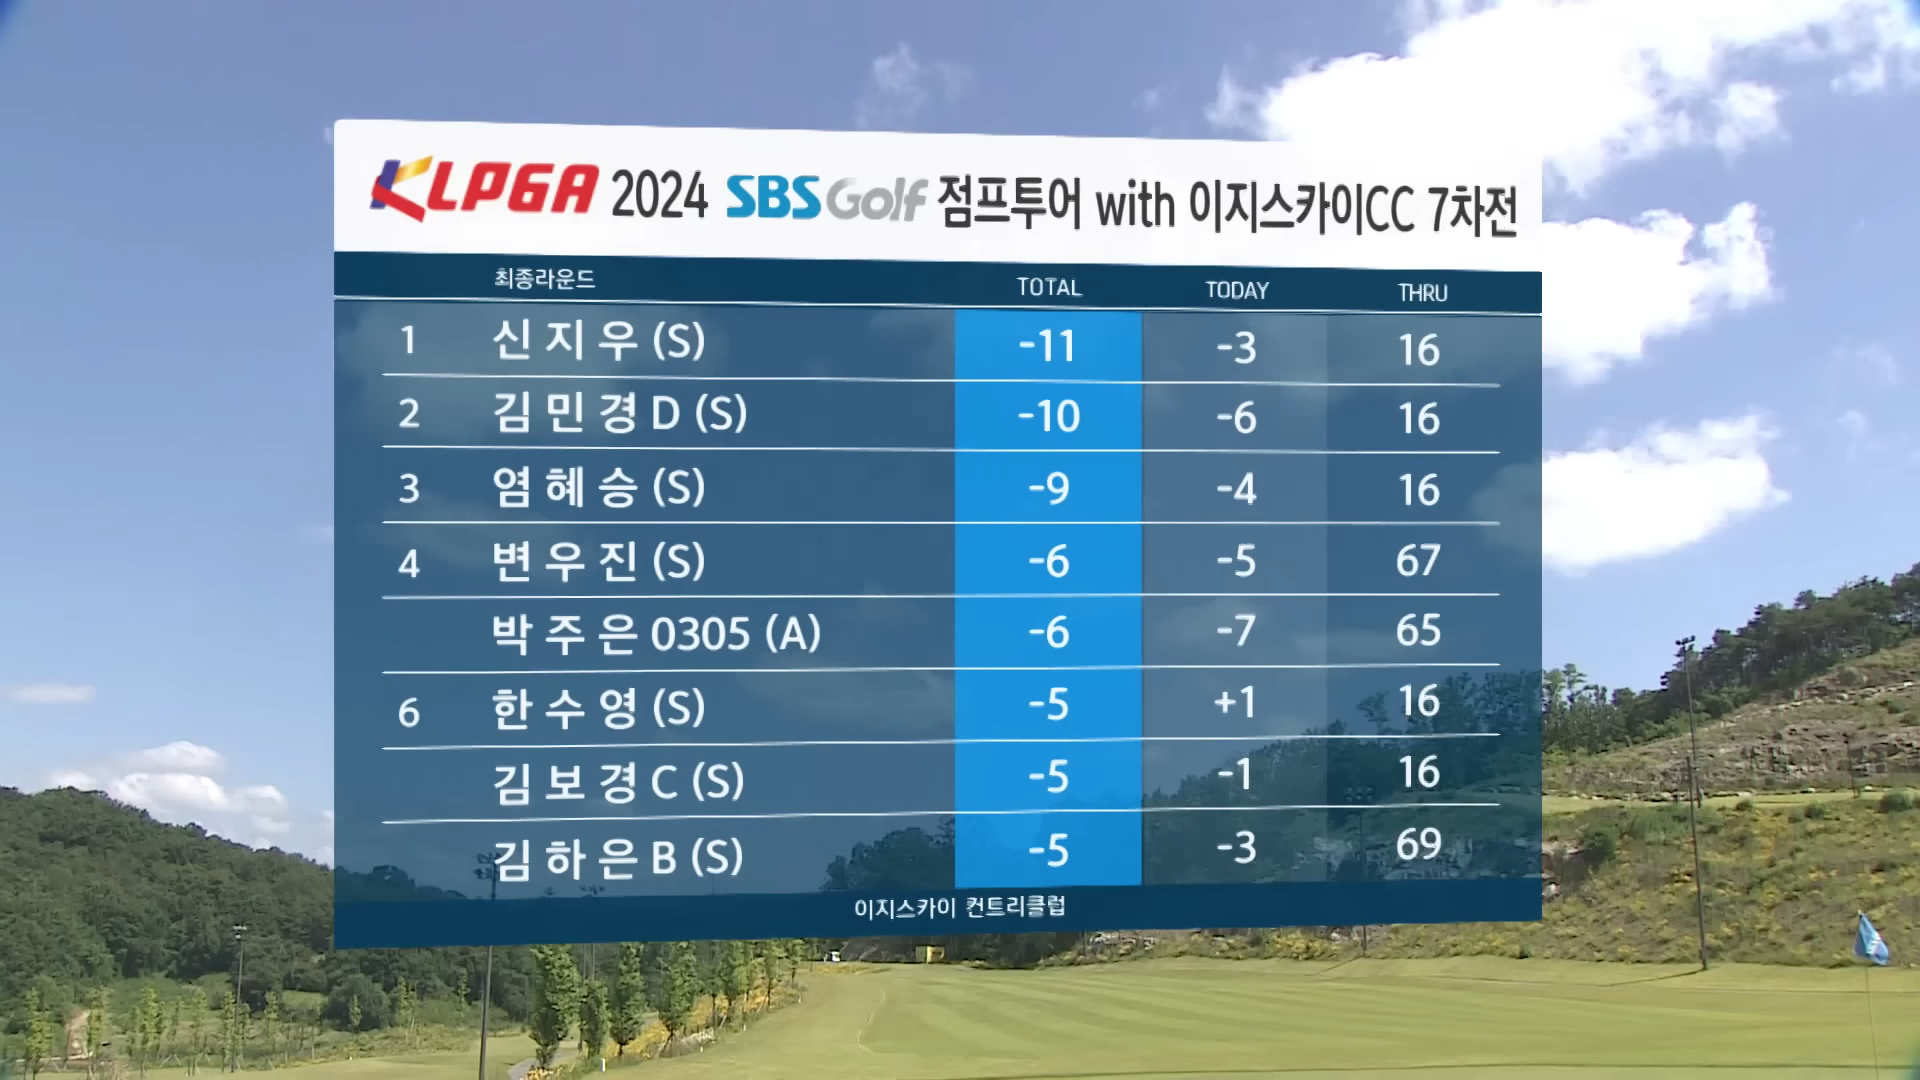 KLPGA 2024 SBS Golf 점프투어 with 이지스카이CC 7차전
최종라운드 TOTAL TODAY THRU
1 신지우 (S) -11 -3 16
2 김민경D (S) -10 -6 16
3 염혜승 (S) -9 -4 16
4 변우진 (S) -6 -5 67
박주은0305 (A) -6 -7 65
6 한수영 (S) -5 +1 16
김보경C (S) -5 -1 16
김하은B (S) -5 -3 69
이지스카이 컨트리클럽